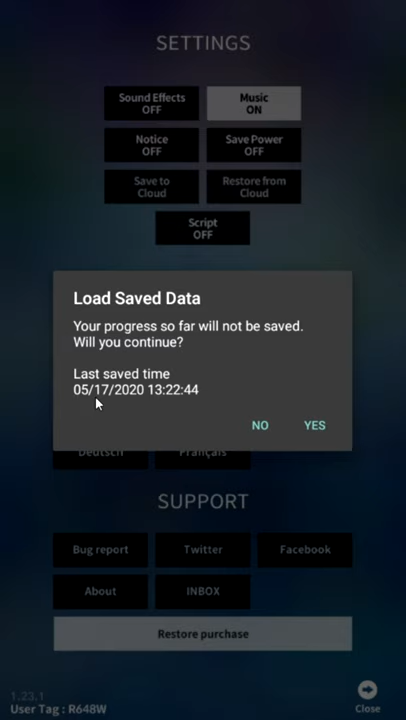 SETTINGS
Sound Effects
OFF
Music
ON
Notice
OFF
Save Power
OFF
Save to
Cloud
Restore from
Cloud
Script
OFF
Load Saved Data
Your progress so far will not be saved.
Will you continue?
Last saved time
05/17/2020 13:22:44
NO
YES
Deutsch
Français
SUPPORT
Bug report
Twitter
Facebook
About
INBOX
Restore purchase
1.23.1
User Tag : R648W
Close